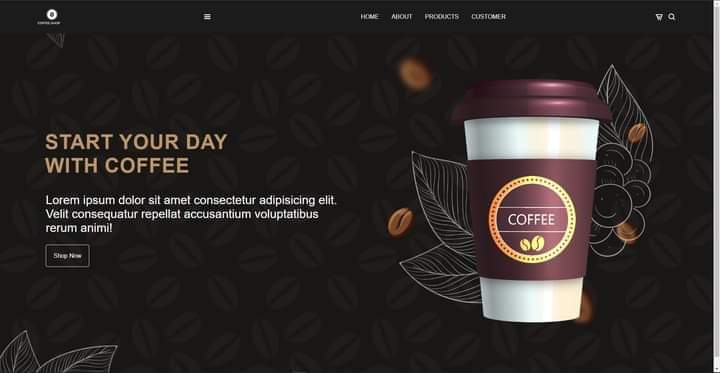 COFFEE SHOP
HOME ABOUT PRODUCTS CUSTOMER
START YOUR DAY
WITH COFFEE
Lorem ipsum dolor sit amet consectetur adipisicing elit.
Velit consequatur repellat accusantium voluptatibus
rerum animi!
Shop Now
COFFEE